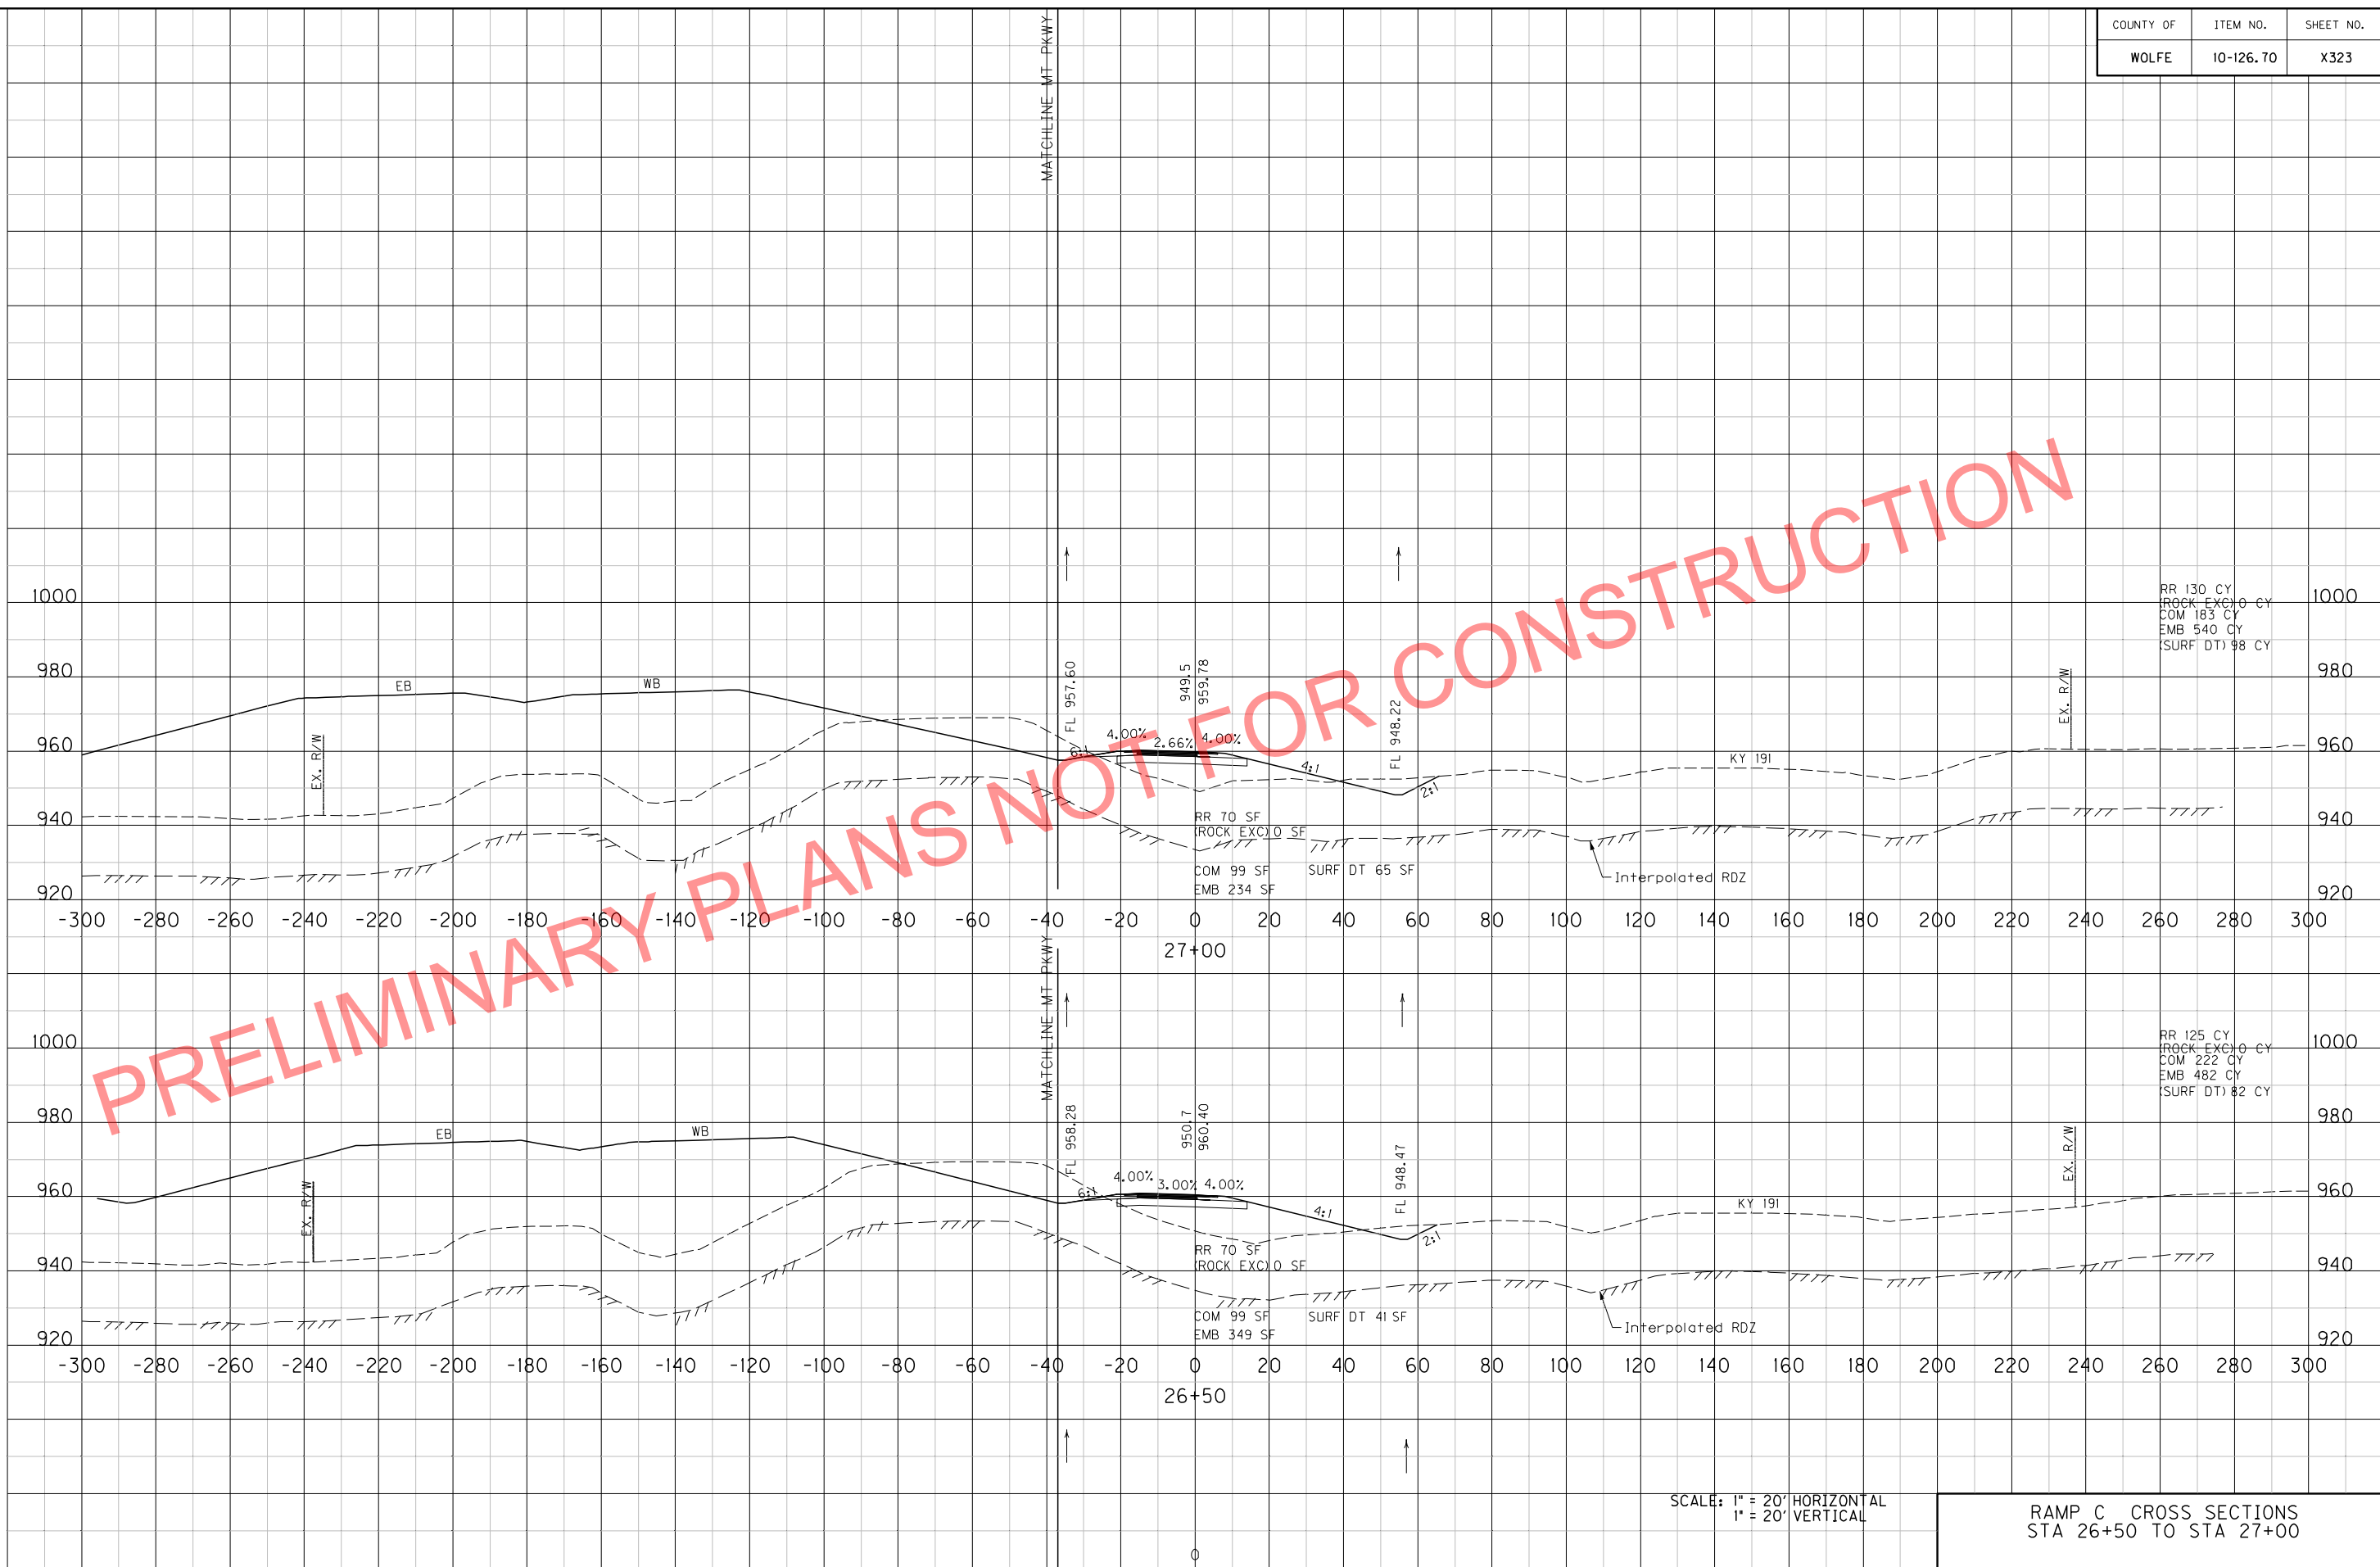 COUNTY OF ITEM NO. SHEET NO.
WOLFE 10-126.70 X323
MATCHLINE MT PKWY
RR 130 CY
(ROCK EXC) 0 CY
COM 183 CY
EMB 540 CY
(SURF DT) 98 CY
1000 1000
980 980
960 960
940 940
920 920
EB
WB
EX. R/W
FL 957.60
949.5
959.78
FL 948.22
EX. R/W
6:1
4.00%
2.66%
4.00%
4:1
2:1
KY 191
RR 70 SF
(ROCK EXC) 0 SF
COM 99 SF SURF DT 65 SF
EMB 234 SF
Interpolated RDZ
-300 -280 -260 -240 -220 -200 -180 -160 -140 -120 -100 -80 -60 -40 -20 0 20 40 60 80 100 120 140 160 180 200 220 240 260 280 300
27+00
MATCHLINE MT PKWY
RR 125 CY
(ROCK EXC) 0 CY
COM 222 CY
EMB 482 CY
(SURF DT) 82 CY
1000 1000
980 980
960 960
940 940
920 920
EB
WB
EX. R/W
FL 958.28
950.7
960.40
FL 948.47
EX. R/W
6:1
4.00%
3.00%
4.00%
4:1
2:1
KY 191
RR 70 SF
(ROCK EXC) 0 SF
COM 99 SF SURF DT 41 SF
EMB 349 SF
Interpolated RDZ
-300 -280 -260 -240 -220 -200 -180 -160 -140 -120 -100 -80 -60 -40 -20 0 20 40 60 80 100 120 140 160 180 200 220 240 260 280 300
26+50
0
PRELIMINARY PLANS NOT FOR CONSTRUCTION
SCALE: 1" = 20' HORIZONTAL
1" = 20' VERTICAL
RAMP C CROSS SECTIONS
STA 26+50 TO STA 27+00